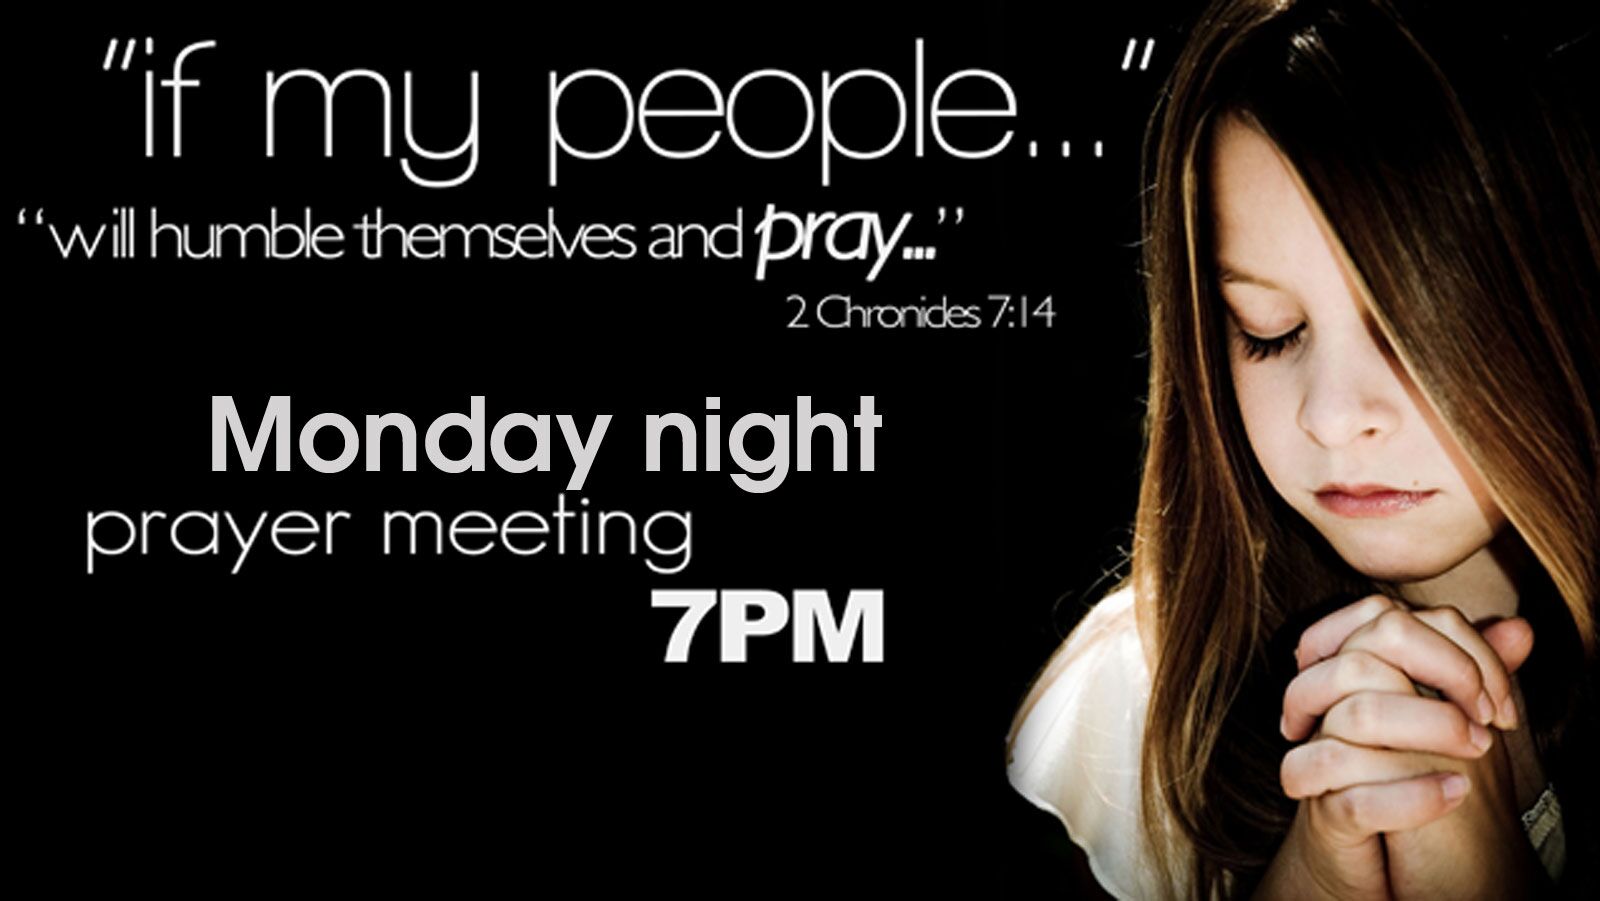 "if my people..."
‘‘will humble themselves and pray...’’
2 Chronicles 7:14
Monday night
prayer meeting
7PM